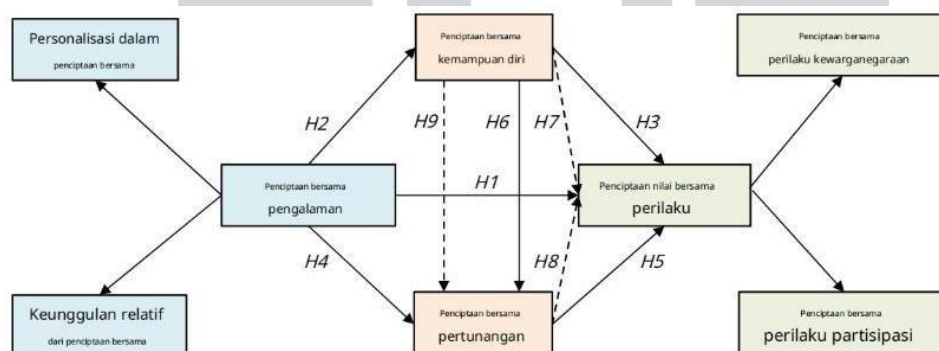 Personalisasi dalam
penciptaan bersama
Penciptaan bersama
kemampuan diri
Penciptaan bersama
perilaku kewarganegaraan
H2
H9
H6
H7
H3
Penciptaan bersama
pengalaman
H1
Penciptaan nilai bersama
perilaku
H4
H8
H5
Keunggulan relatif
dari penciptaan bersama
Penciptaan bersama
pertunangan
Penciptaan bersama
perilaku partisipasi